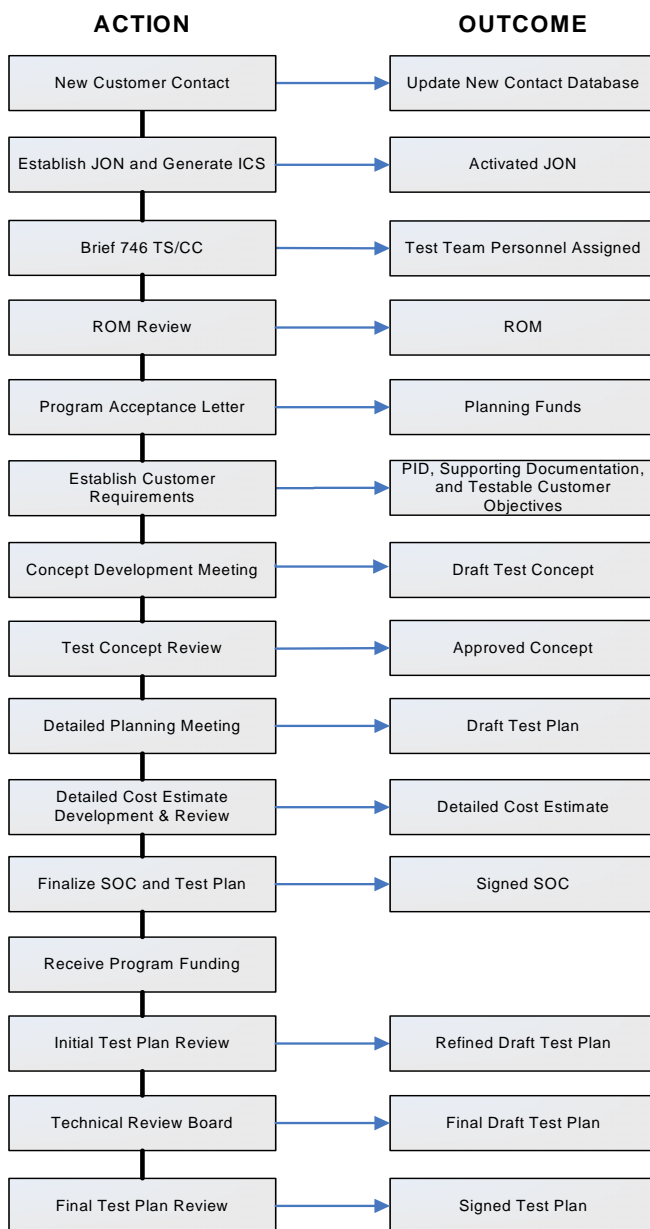 ACTION
OUTCOME
New Customer Contact
Update New Contact Database
Establish JON and Generate ICS
Activated JON
Brief 746 TS/CC
Test Team Personnel Assigned
ROM Review
ROM
Program Acceptance Letter
Planning Funds
Establish Customer
Requirements
PID, Supporting Documentation,
and Testable Customer
Objectives
Concept Development Meeting
Draft Test Concept
Test Concept Review
Approved Concept
Detailed Planning Meeting
Draft Test Plan
Detailed Cost Estimate
Development & Review
Detailed Cost Estimate
Finalize SOC and Test Plan
Signed SOC
Receive Program Funding
Initial Test Plan Review
Refined Draft Test Plan
Technical Review Board
Final Draft Test Plan
Final Test Plan Review
Signed Test Plan